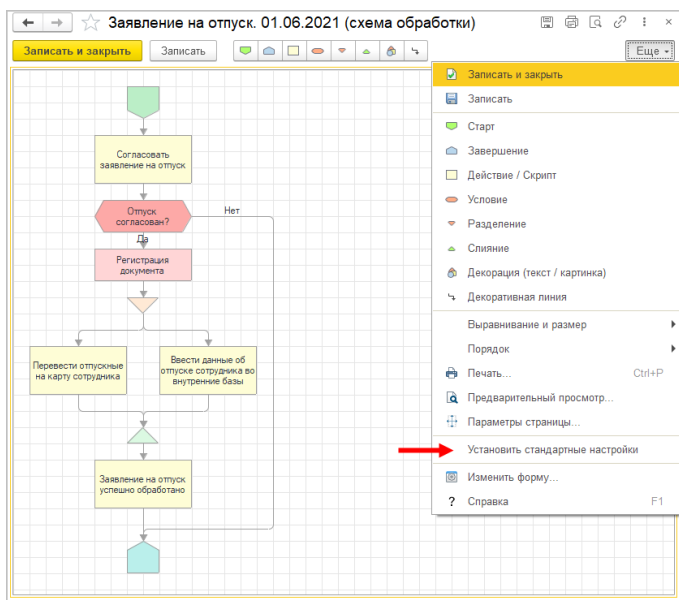 Заявление на отпуск. 01.06.2021 (схема обработки)
Записать и закрыть
Записать
Еще
Записать и закрыть
Записать
Старт
Завершение
Действие / Скрипт
Условие
Разделение
Слияние
Декорация (текст / картинка)
Декоративная линия
Выравнивание и размер
Порядок
Печать... Ctrl+P
Предварительный просмотр...
Параметры страницы...
Установить стандартные настройки
Изменить форму...
? Справка F1
Согласовать
заявление на отпуск
Отпуск
согласован?
Нет
Да
Регистрация
документа
Перевести отпускные
на карту сотрудника
Ввести данные об
отпуске сотрудника во
внутренние базы
Заявление на отпуск
успешно обработано